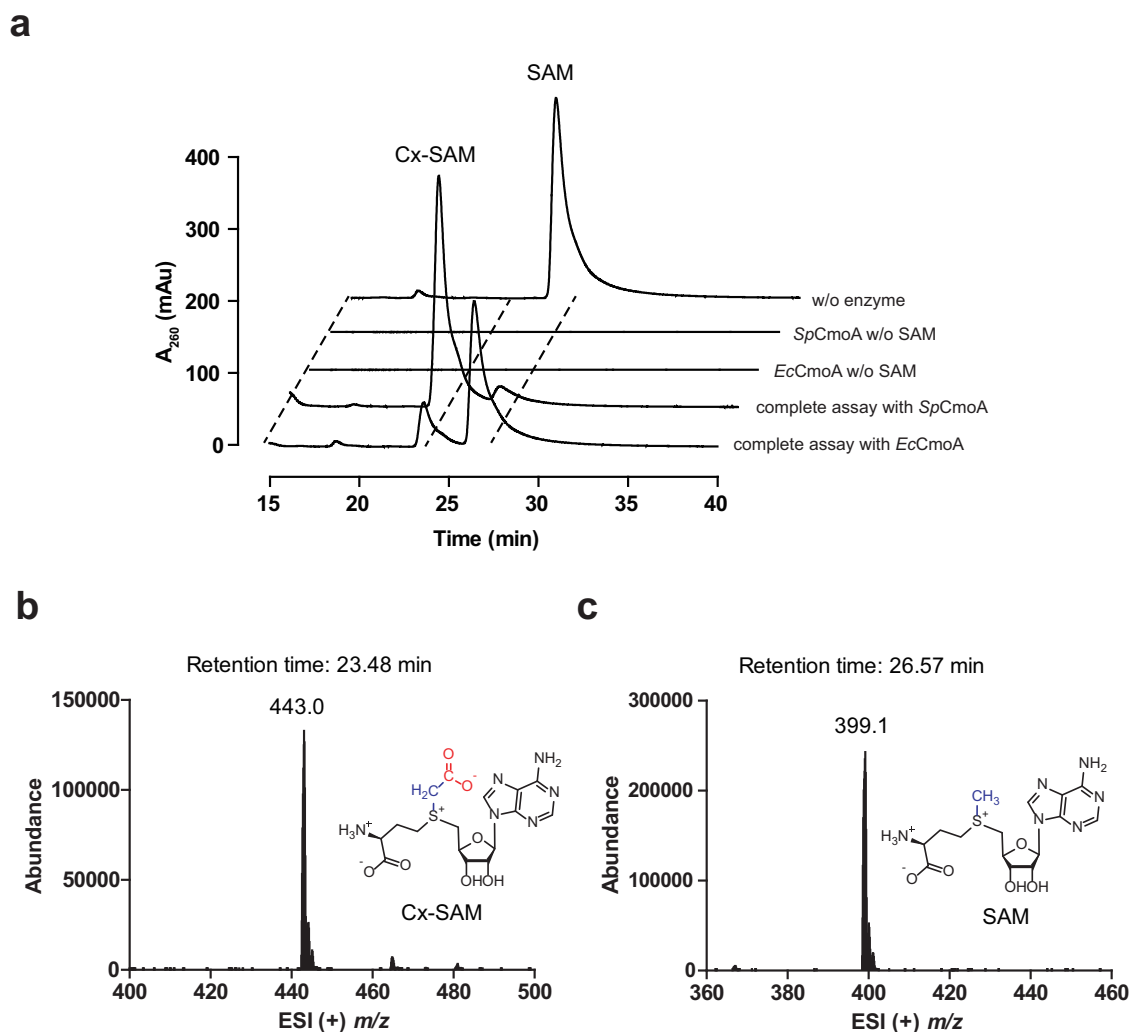 a
SAM
Cx-SAM
400
300
200
100
0
A260 (mAu)
w/o enzyme
SpCmoA w/o SAM
EcCmoA w/o SAM
complete assay with SpCmoA
complete assay with EcCmoA
15 20 25 30 35 40
Time (min)
b
Retention time: 23.48 min
150000
100000
50000
0
Abundance
443.0
O
C
H2C O-
S+
H3N+
-O O
O
OHOH
NH2
N N
N N
Cx-SAM
400 420 440 460 480 500
ESI (+) m/z
c
Retention time: 26.57 min
300000
200000
100000
0
Abundance
399.1
CH3
S+
H3N+
-O O
O
OHOH
NH2
N N
N N
SAM
360 380 400 420 440 460
ESI (+) m/z